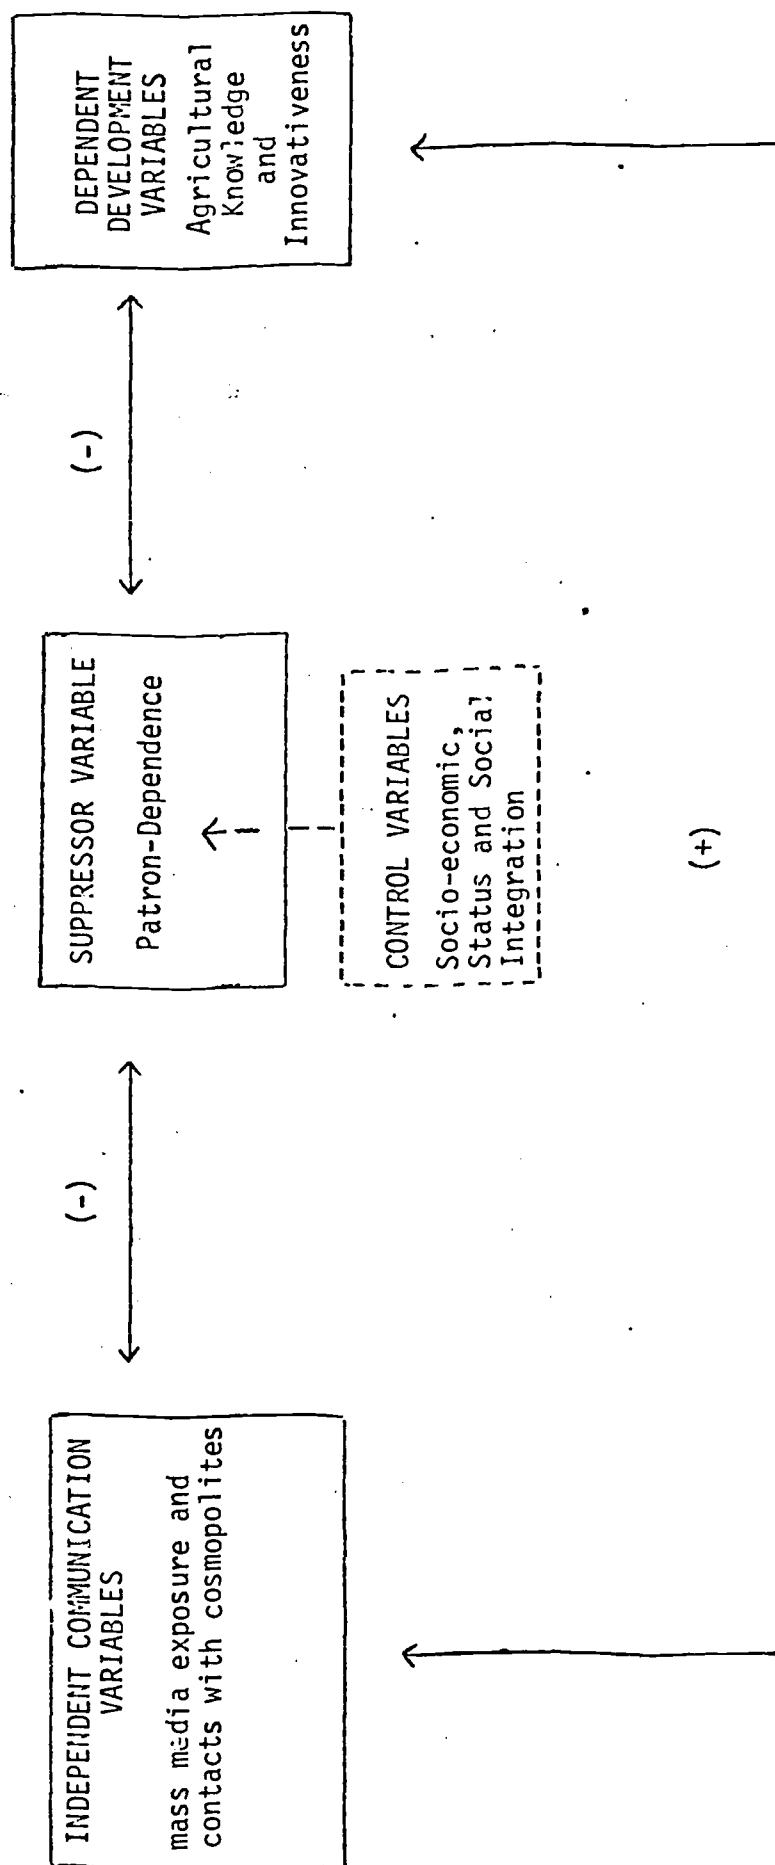 INDEPENDENT COMMUNICATION
VARIABLES
mass media exposure and
contacts with cosmopolites
(-)
SUPPRESSOR VARIABLE
Patron-Dependence
CONTROL VARIABLES
Socio-economic,
Status and Social
Integration
(-)
DEPENDENT
DEVELOPMENT
VARIABLES
Agricultural
Knowledge
and
Innovativeness
(+)